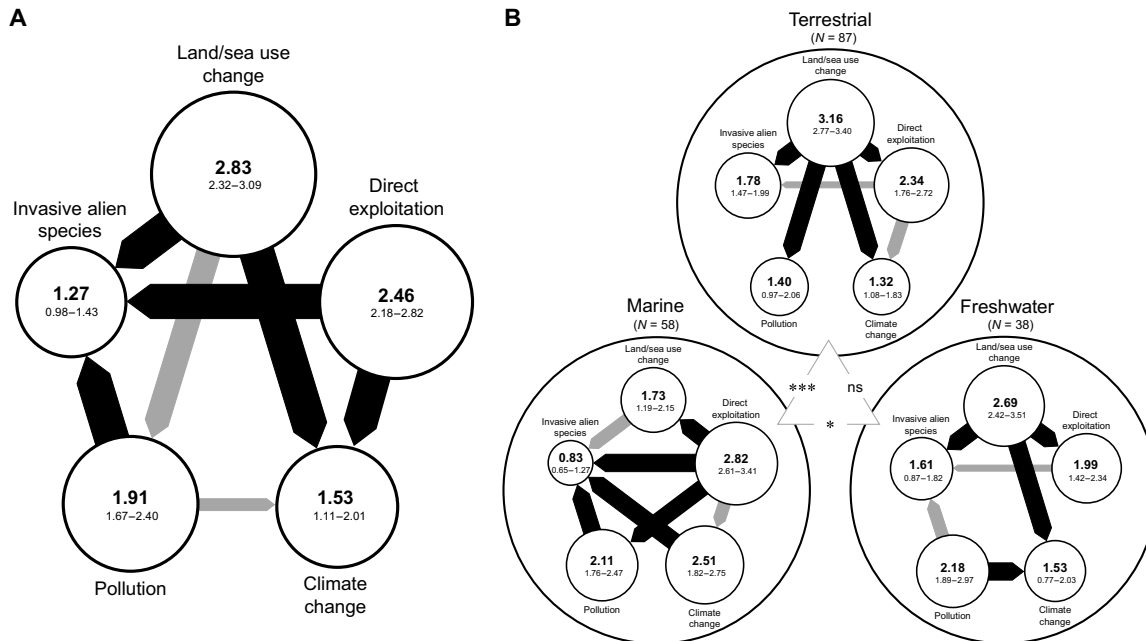 A
Land/sea use
change
2.83
2.32–3.09
Direct
exploitation
2.46
2.18–2.82
Invasive alien
species
1.27
0.98–1.43
1.91
1.67–2.40
Pollution
1.53
1.11–2.01
Climate
change
B
Terrestrial
(N = 87)
Land/sea use
change
3.16
2.77–3.40
Invasive alien
species
1.78
1.47–1.99
Direct
exploitation
2.34
1.76–2.72
1.40
0.97–2.06
Pollution
1.32
1.08–1.83
Climate
change
Marine
(N = 58)
Land/sea use
change
1.73
1.19–2.15
Invasive alien
species
0.83
0.65–1.27
Direct
exploitation
2.82
2.61–3.41
2.11
1.76–2.47
Pollution
2.51
1.82–2.75
Climate
change
***
ns
*
Freshwater
(N = 38)
Land/sea use
change
2.69
2.42–3.51
Invasive alien
species
1.61
0.87–1.82
Direct
exploitation
1.99
1.42–2.34
2.18
1.89–2.97
Pollution
1.53
0.77–2.03
Climate
change